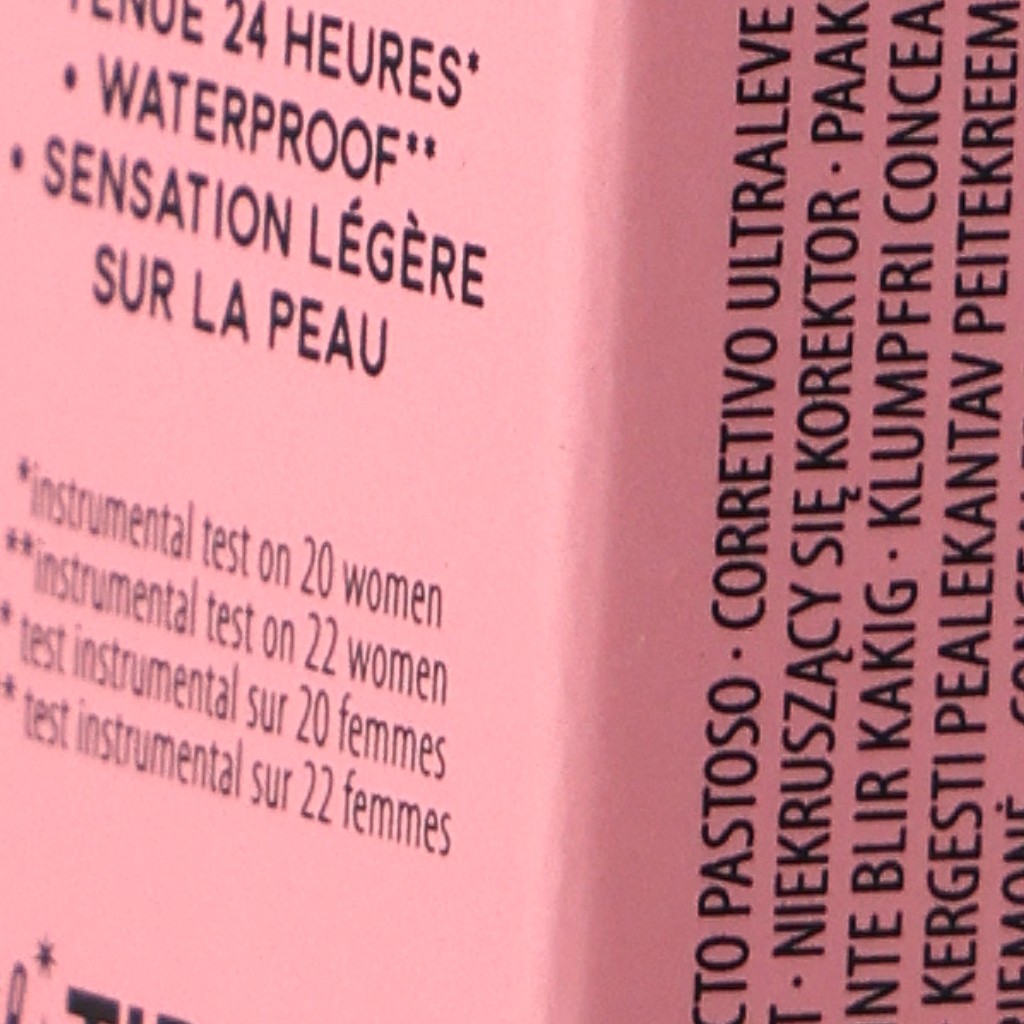 TENUE 24 HEURES*
• WATERPROOF**
• SENSATION LÉGÈRE
SUR LA PEAU
*instrumental test on 20 women
**instrumental test on 22 women
* test instrumental sur 20 femmes
** test instrumental sur 22 femmes
CTO PASTOSO · CORRETIVO ULTRALEVE
T · NIEKRUSZĄCY SIĘ KOREKTOR · PAAK
NTE BLIR KAKIG · KLUMPFRI CONCEA
KERGESTI PEALEKANTAV PEITEKREEM